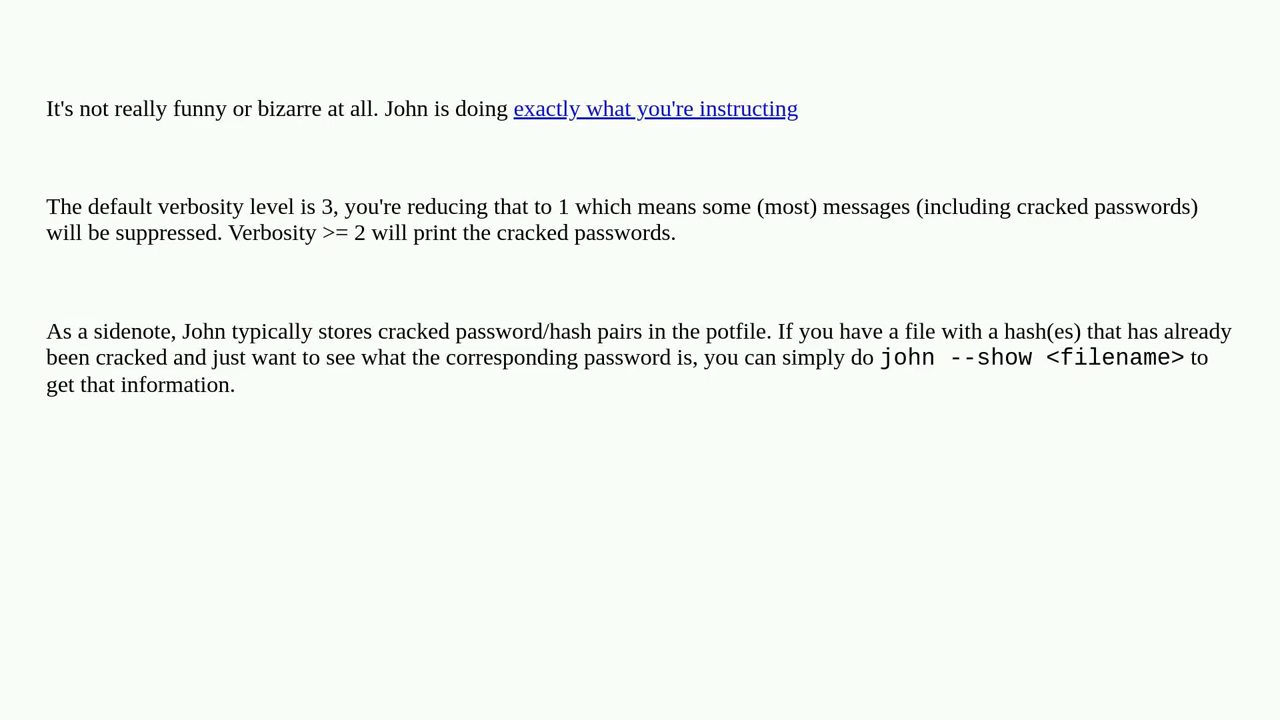 It's not really funny or bizarre at all. John is doing exactly what you're instructing
The default verbosity level is 3, you're reducing that to 1 which means some (most) messages (including cracked passwords)
will be suppressed. Verbosity >= 2 will print the cracked passwords.
As a sidenote, John typically stores cracked password/hash pairs in the potfile. If you have a file with a hash(es) that has already
been cracked and just want to see what the corresponding password is, you can simply do john --show <filename> to
get that information.